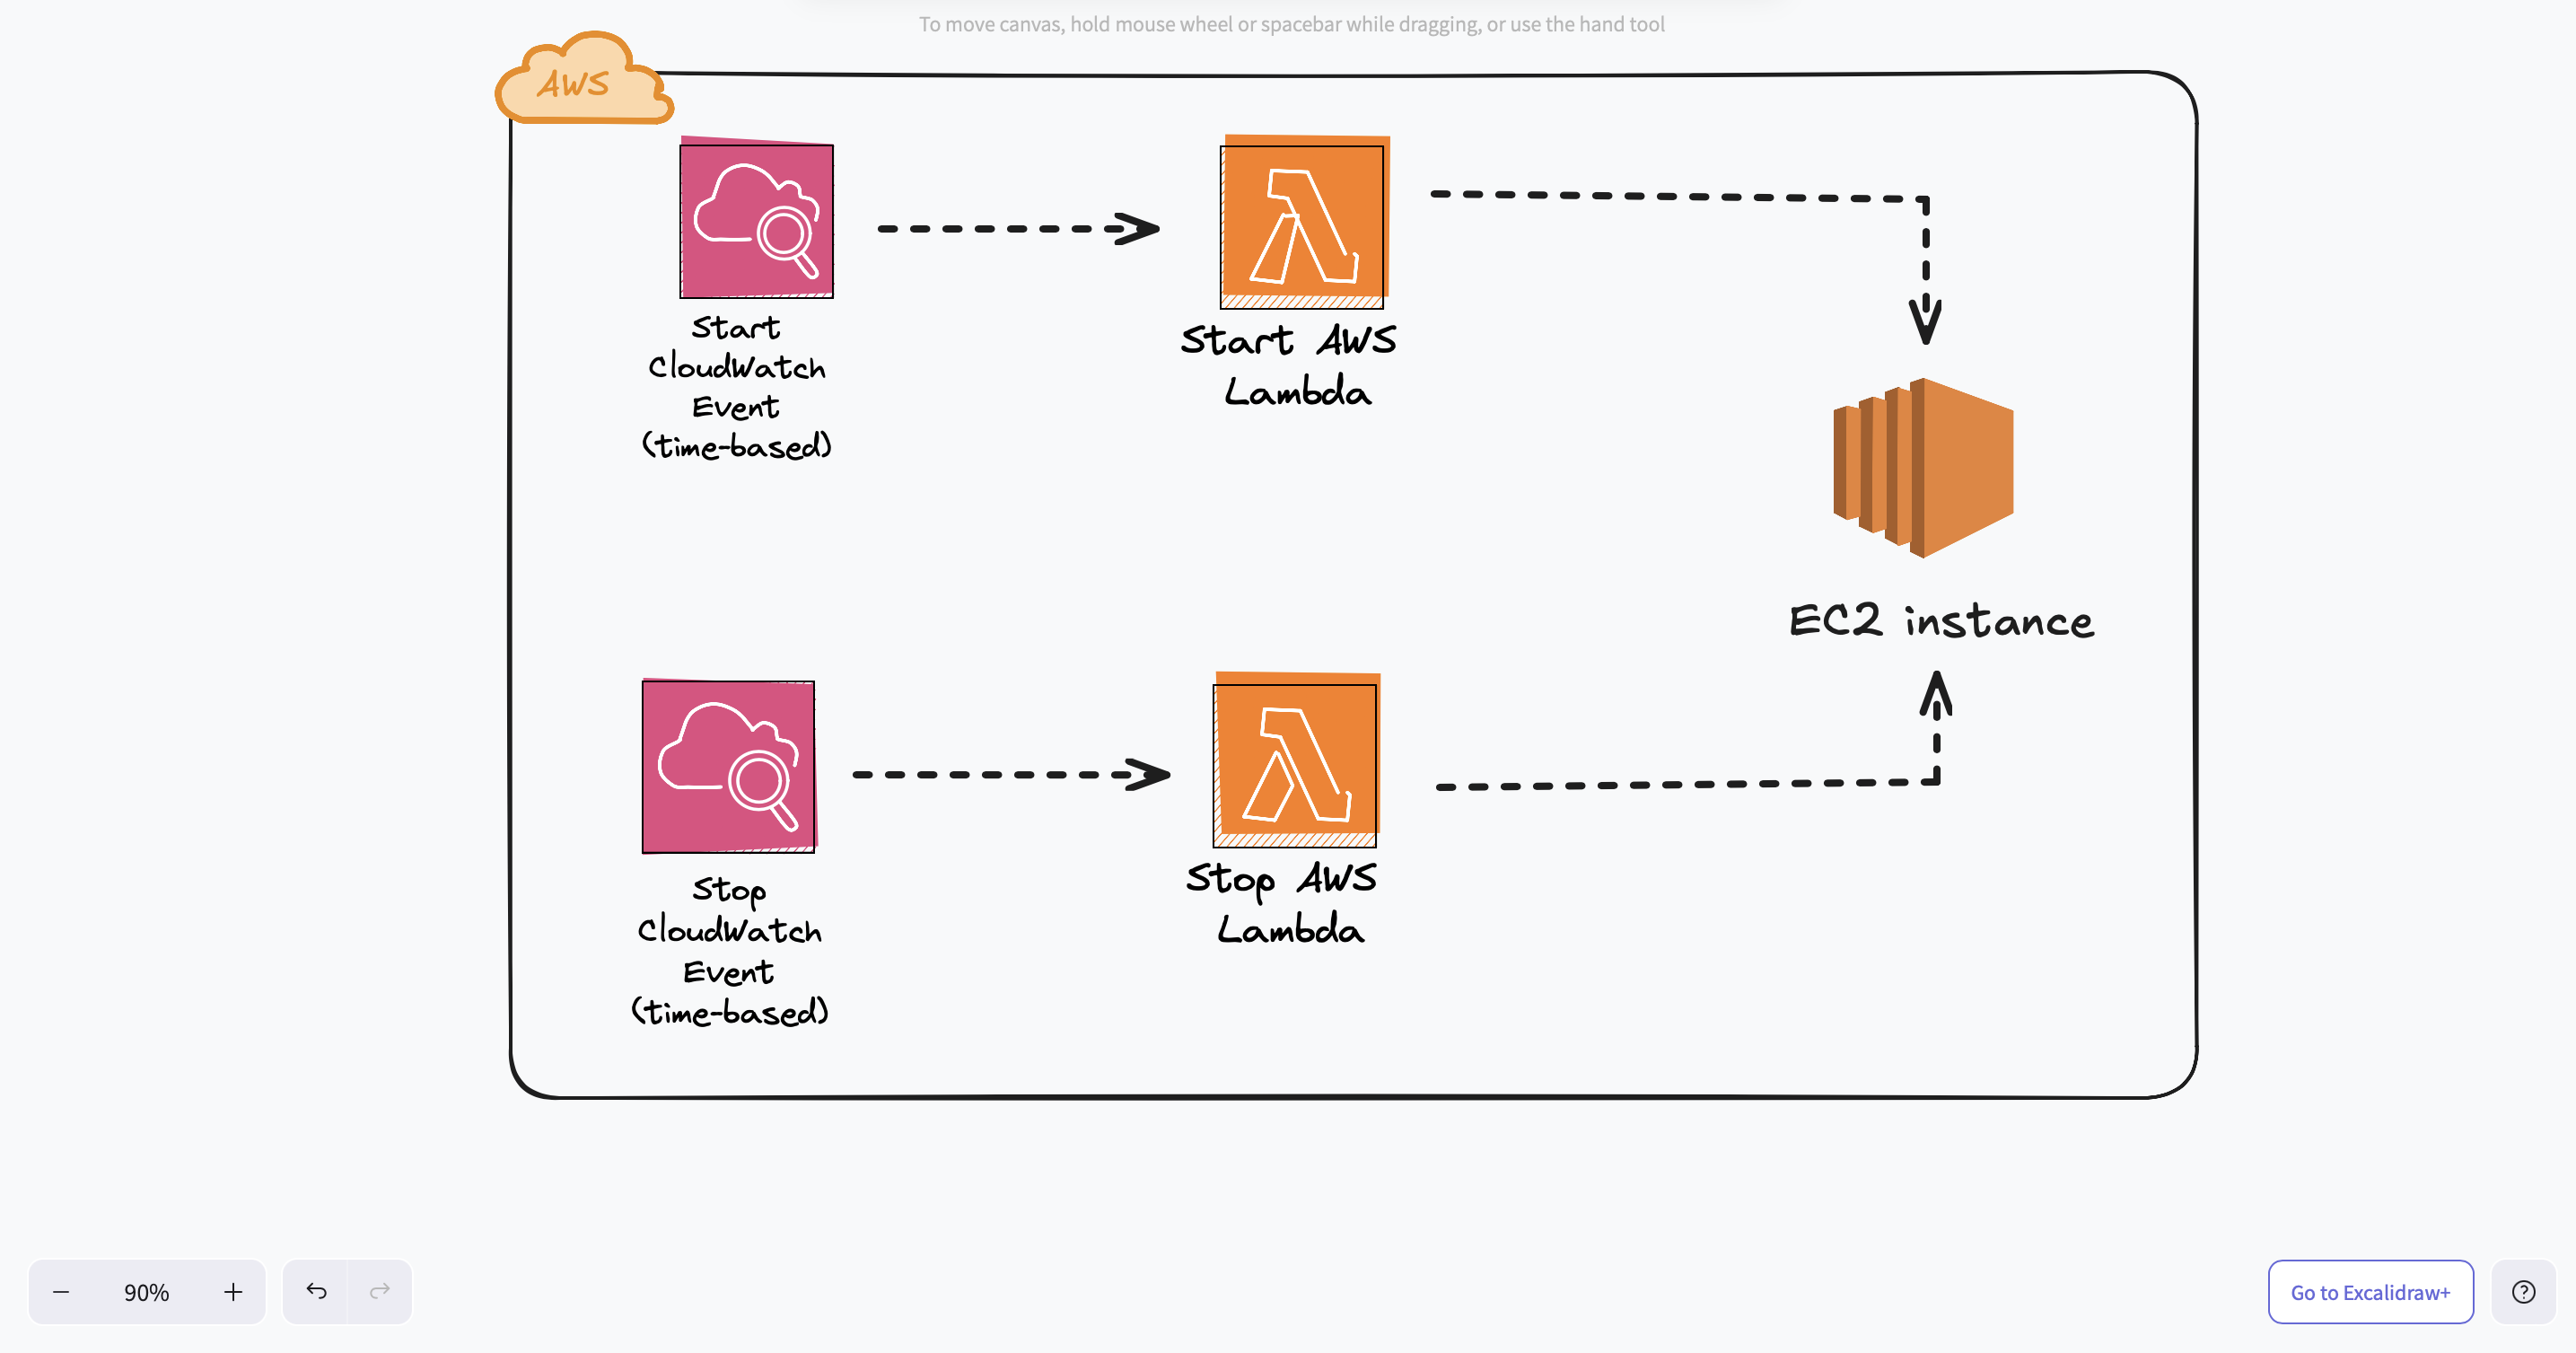 To move canvas, hold mouse wheel or spacebar while dragging, or use the hand tool
AWS
Start
CloudWatch
Event
(time-based)
Start AWS
Lambda
EC2 instance
Stop
CloudWatch
Event
(time-based)
Stop AWS
Lambda
90%
Go to Excalidraw+